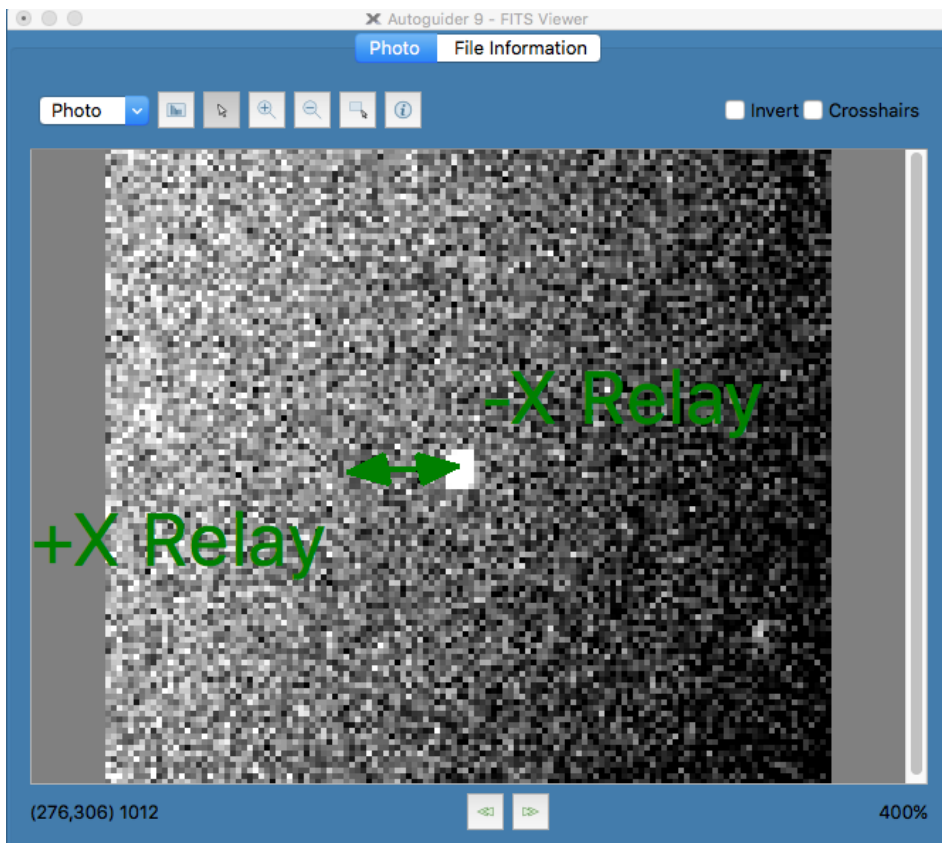 Autoguider 9 - FITS Viewer
Photo File Information
Photo Invert Crosshairs
-X Relay
+X Relay
(276,306) 1012 400%